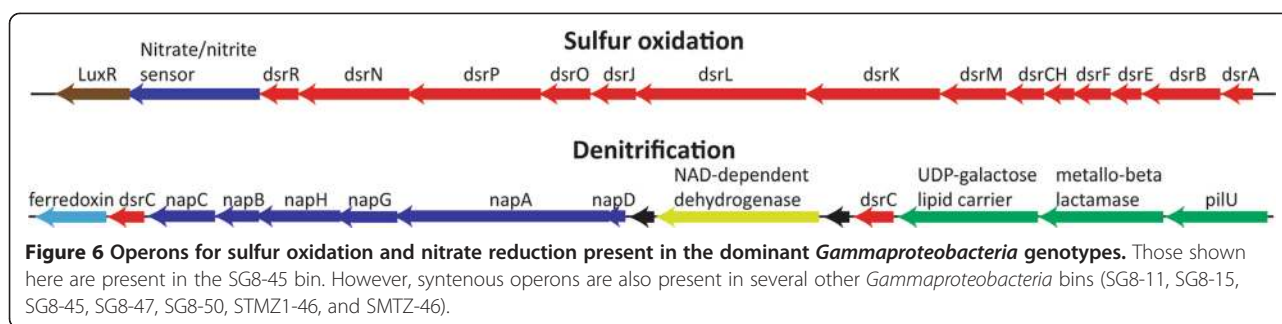 Sulfur oxidation
Nitrate/nitrite
LuxR sensor dsrR dsrN dsrP dsrO dsrJ dsrL dsrK dsrM dsrCH dsrF dsrE dsrB dsrA
Denitrification
NAD-dependent UDP-galactose metallo-beta
ferredoxin dsrC napC napB napH napG napA napD dehydrogenase dsrC lipid carrier lactamase pilU
Figure 6 Operons for sulfur oxidation and nitrate reduction present in the dominant Gammaproteobacteria genotypes. Those shown
here are present in the SG8-45 bin. However, syntenous operons are also present in several other Gammaproteobacteria bins (SG8-11, SG8-15,
SG8-45, SG8-47, SG8-50, STMZ1-46, and SMTZ-46).